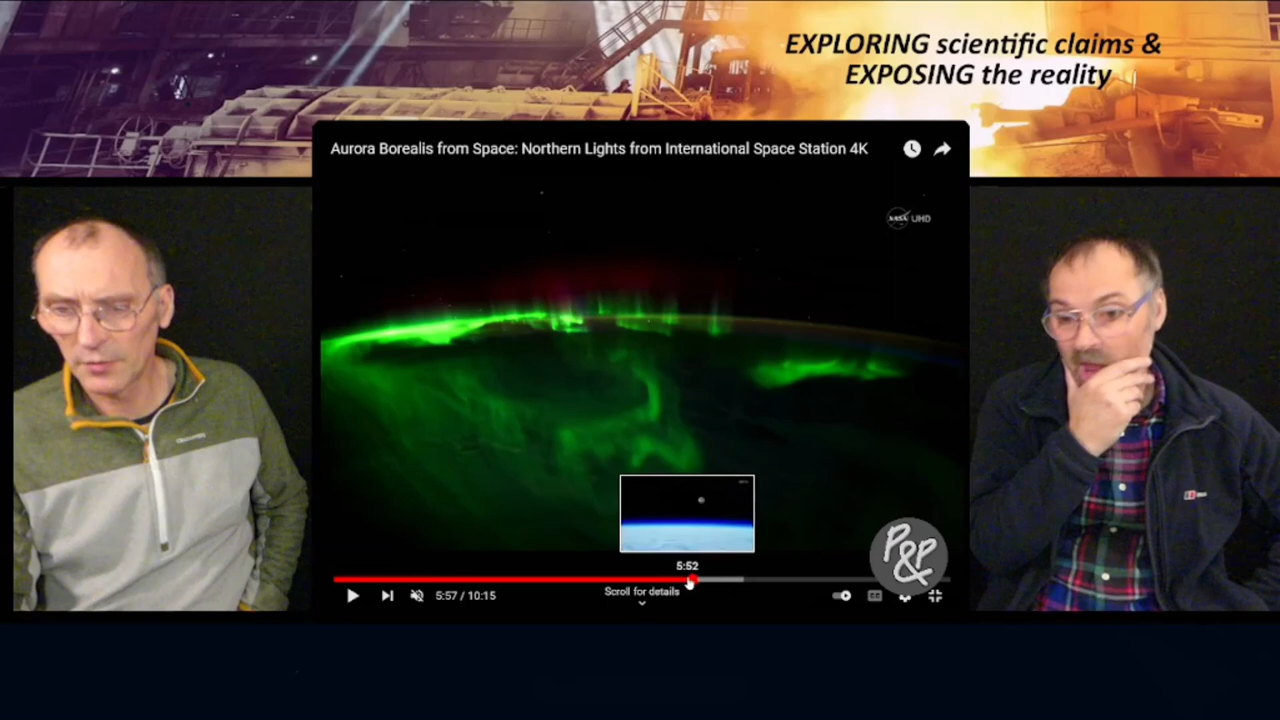 EXPLORING scientific claims &
EXPOSING the reality
Aurora Borealis from Space: Northern Lights from International Space Station 4K
NASA UHD
P&P
5:52
5:57 / 10:15
Scroll for details
CC